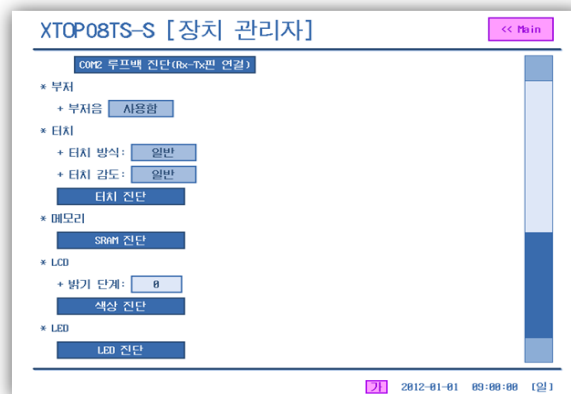 XTOP08TS-S [장치 관리자]
<< Main
COM2 루프백 진단(Rx-Tx핀 연결)
* 부저
+ 부저음 사용함
* 터치
+ 터치 방식: 일반
+ 터치 감도: 일반
터치 진단
* 메모리
SRAM 진단
* LCD
+ 밝기 단계: 0
색상 진단
* LED
LED 진단
가 2012-01-01 09:00:00 [일]